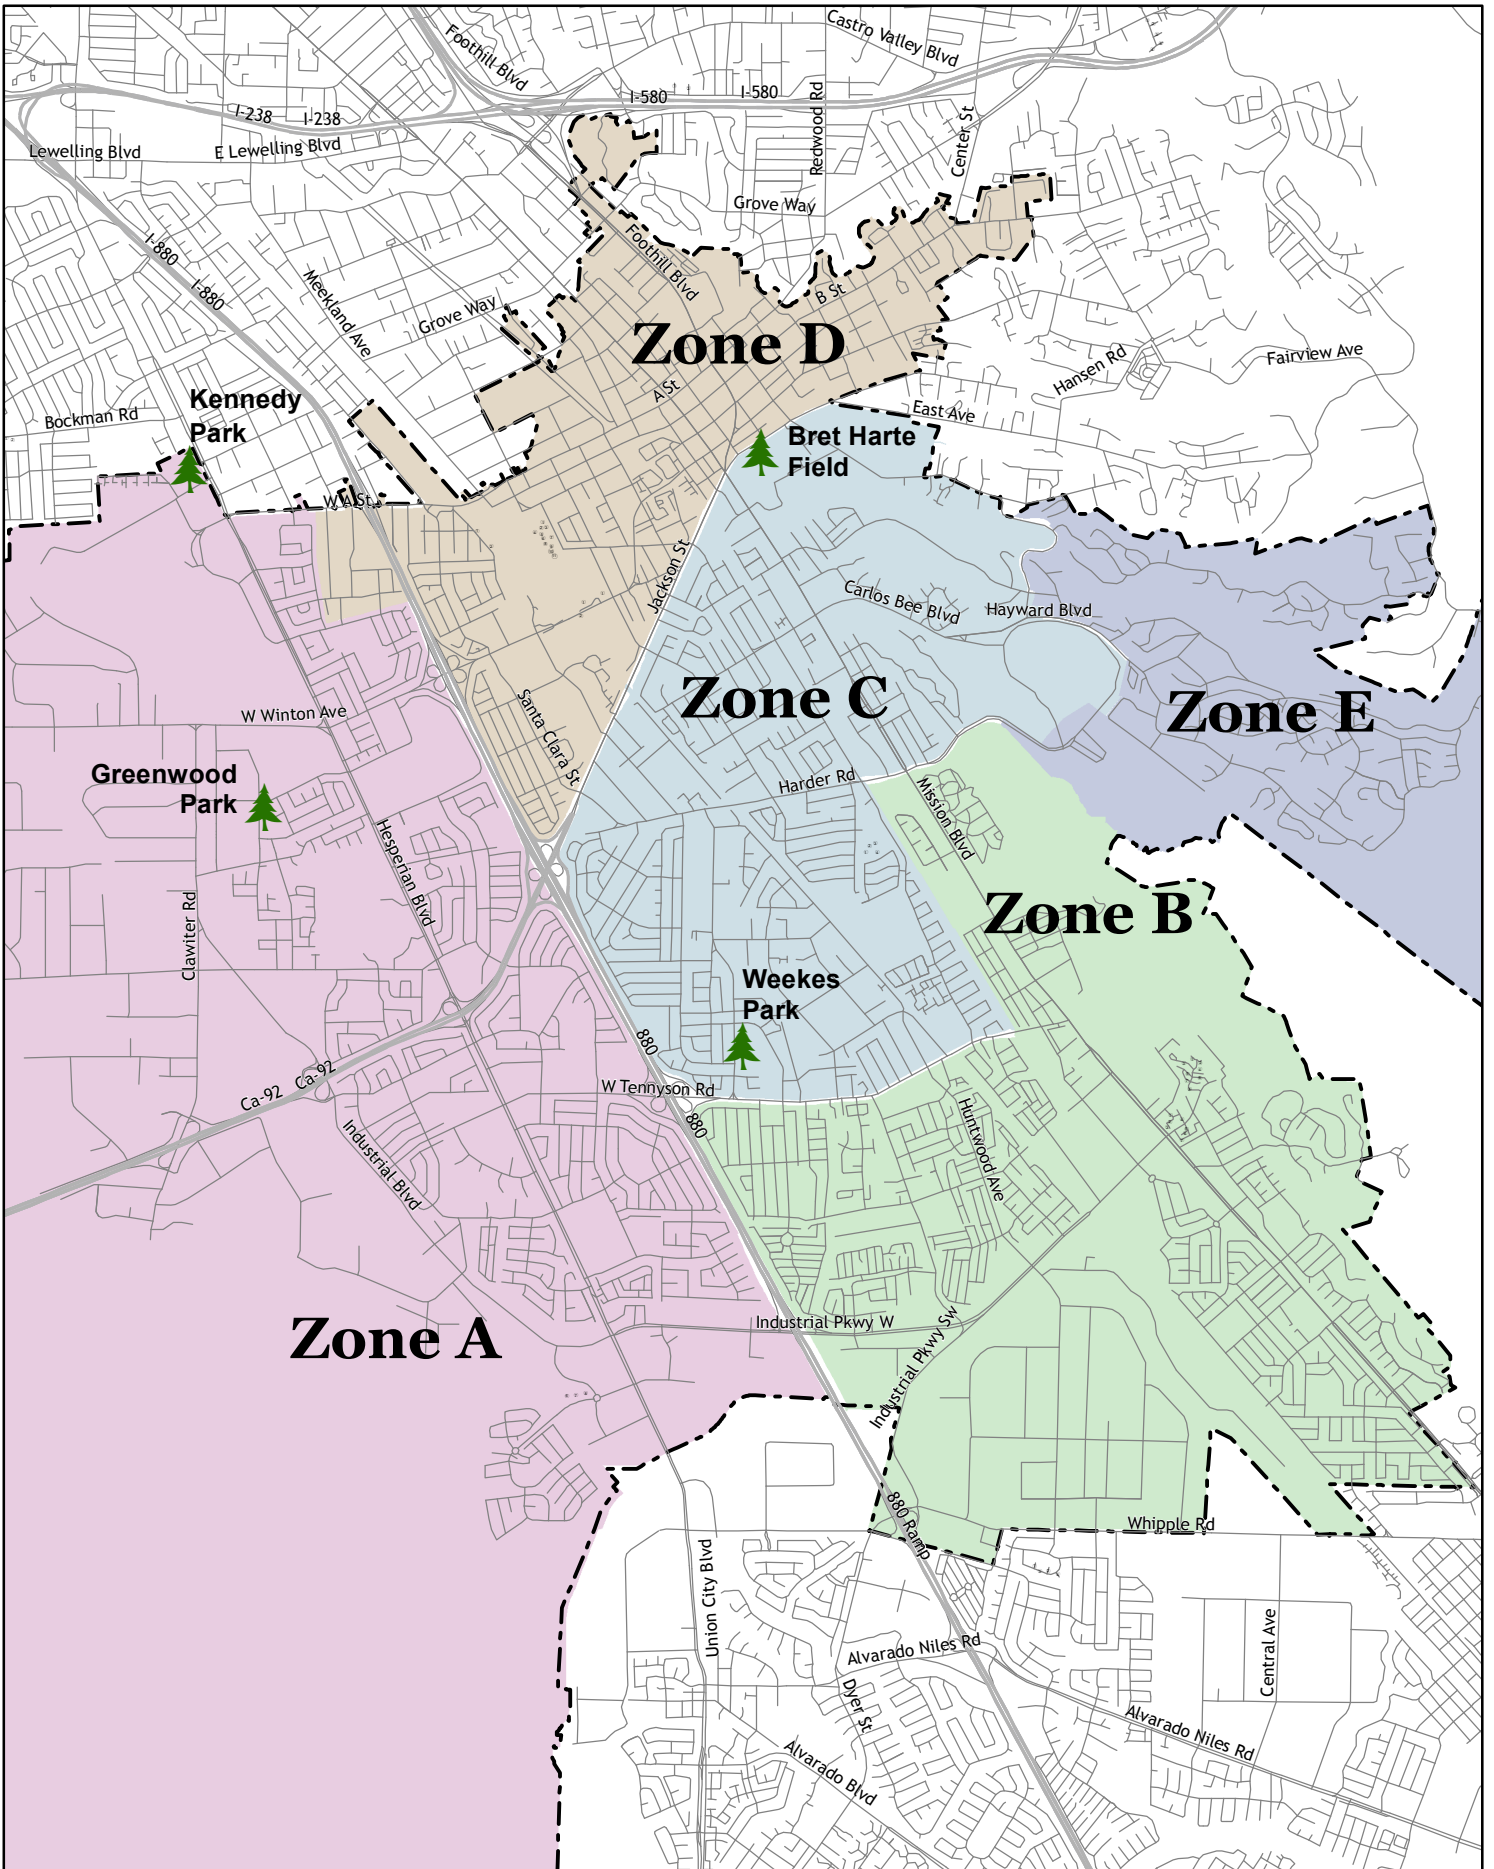 Castro Valley Blvd
Foothill Blvd
I-580
I-580
I-238
I-238
Redwood Rd
Center St
Lewelling Blvd
E Lewelling Blvd
Grove Way
I-880
I-880
Foothill Blvd
Meekland Ave
Grove Way
B St
Zone D
Hansen Rd
Fairview Ave
A St
Kennedy
Park
Bockman Rd
East Ave
Bret Harte
Field
W A St
Jackson St
Carlos Bee Blvd
Hayward Blvd
Zone C
Zone E
W Winton Ave
Santa Clara St
Greenwood
Park
Harder Rd
Mission Blvd
Hesperian Blvd
Zone B
Clawiter Rd
Weekes
Park
880
W Tennyson Rd
Ca-92
Ca-92
880
Huntwood Ave
Industrial Blvd
Zone A
Industrial Pkwy W
Industrial Pkwy Sw
880 Ramp
Whipple Rd
Union City Blvd
Alvarado Niles Rd
Central Ave
Dyer St
Alvarado Niles Rd
Alvarado Blvd